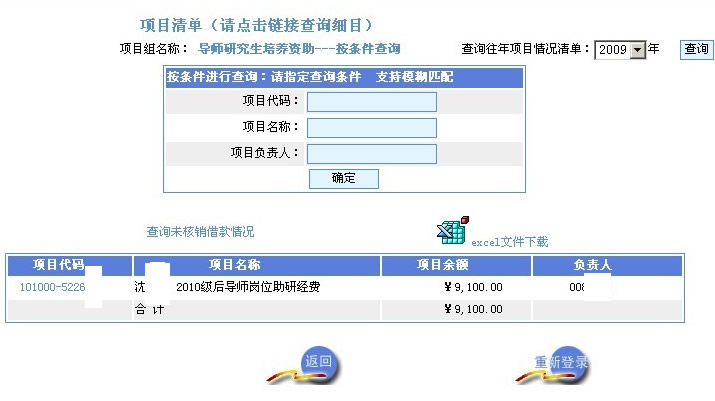 项目清单（请点击链接查询细目）
项目组名称： 导师研究生培养资助---按条件查询 查询往年项目情况清单： 2009 年 查询
按条件进行查询：请指定查询条件 支持模糊匹配
项目代码：
项目名称：
项目负责人：
确定
查询未核销借款情况 excel文件下载
项目代码 项目名称 项目余额 负责人
101000-5226 沈 2010级后导师岗位助研经费 ￥9,100.00 008
合 计 ￥9,100.00
返回 重新登录